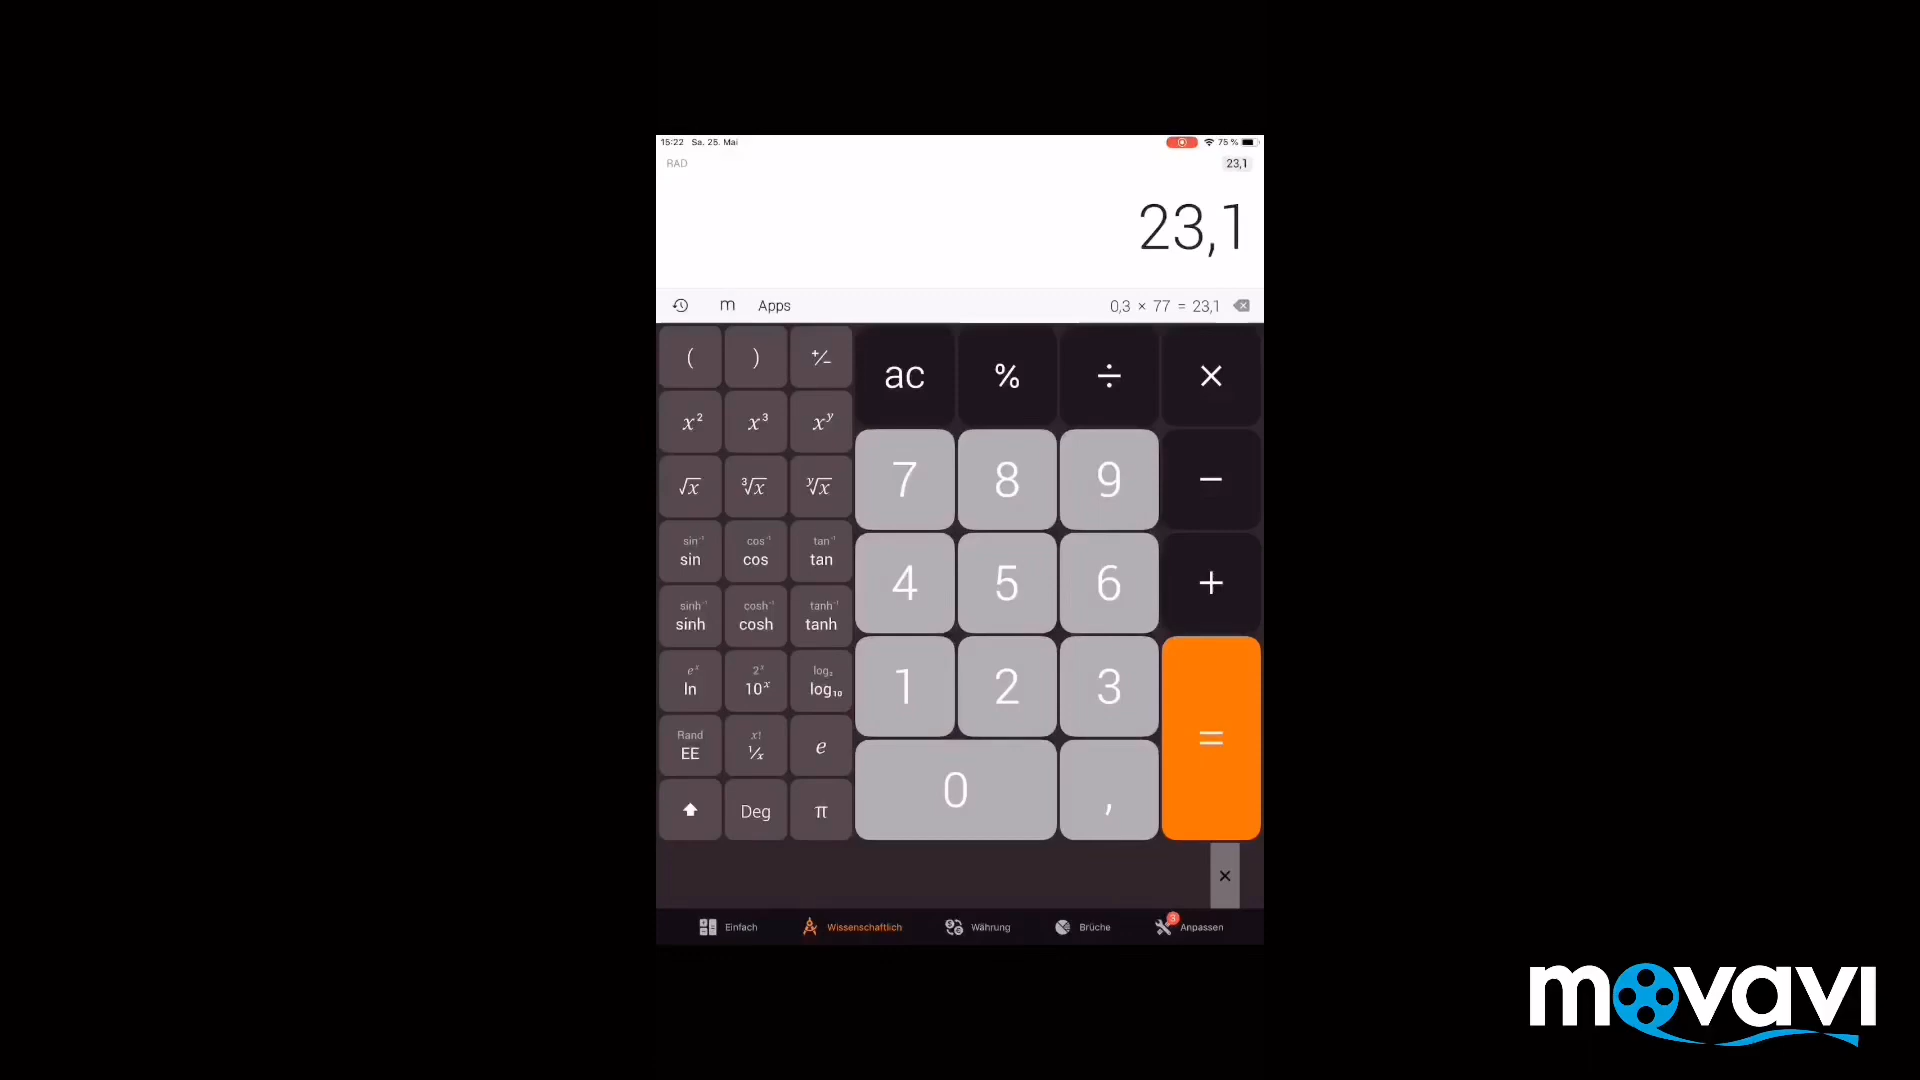 15:22 Sa. 25. Mai 75 %
RAD 23,1
23,1
m Apps 0,3 × 77 = 23,1
( ) +/− ac % ÷ ×
x² x³ xʸ 7 8 9 −
√x ³√x ʸ√x
sin⁻¹ cos⁻¹ tan⁻¹
sin cos tan 4 5 6 +
sinh⁻¹ cosh⁻¹ tanh⁻¹
sinh cosh tanh
eˣ 2ˣ log₂
ln 10ˣ log₁₀ 1 2 3 =
Rand x!
EE 1/x e
Deg π 0 ,
×
Einfach Wissenschaftlich Währung Brüche 3 Anpassen
movavi